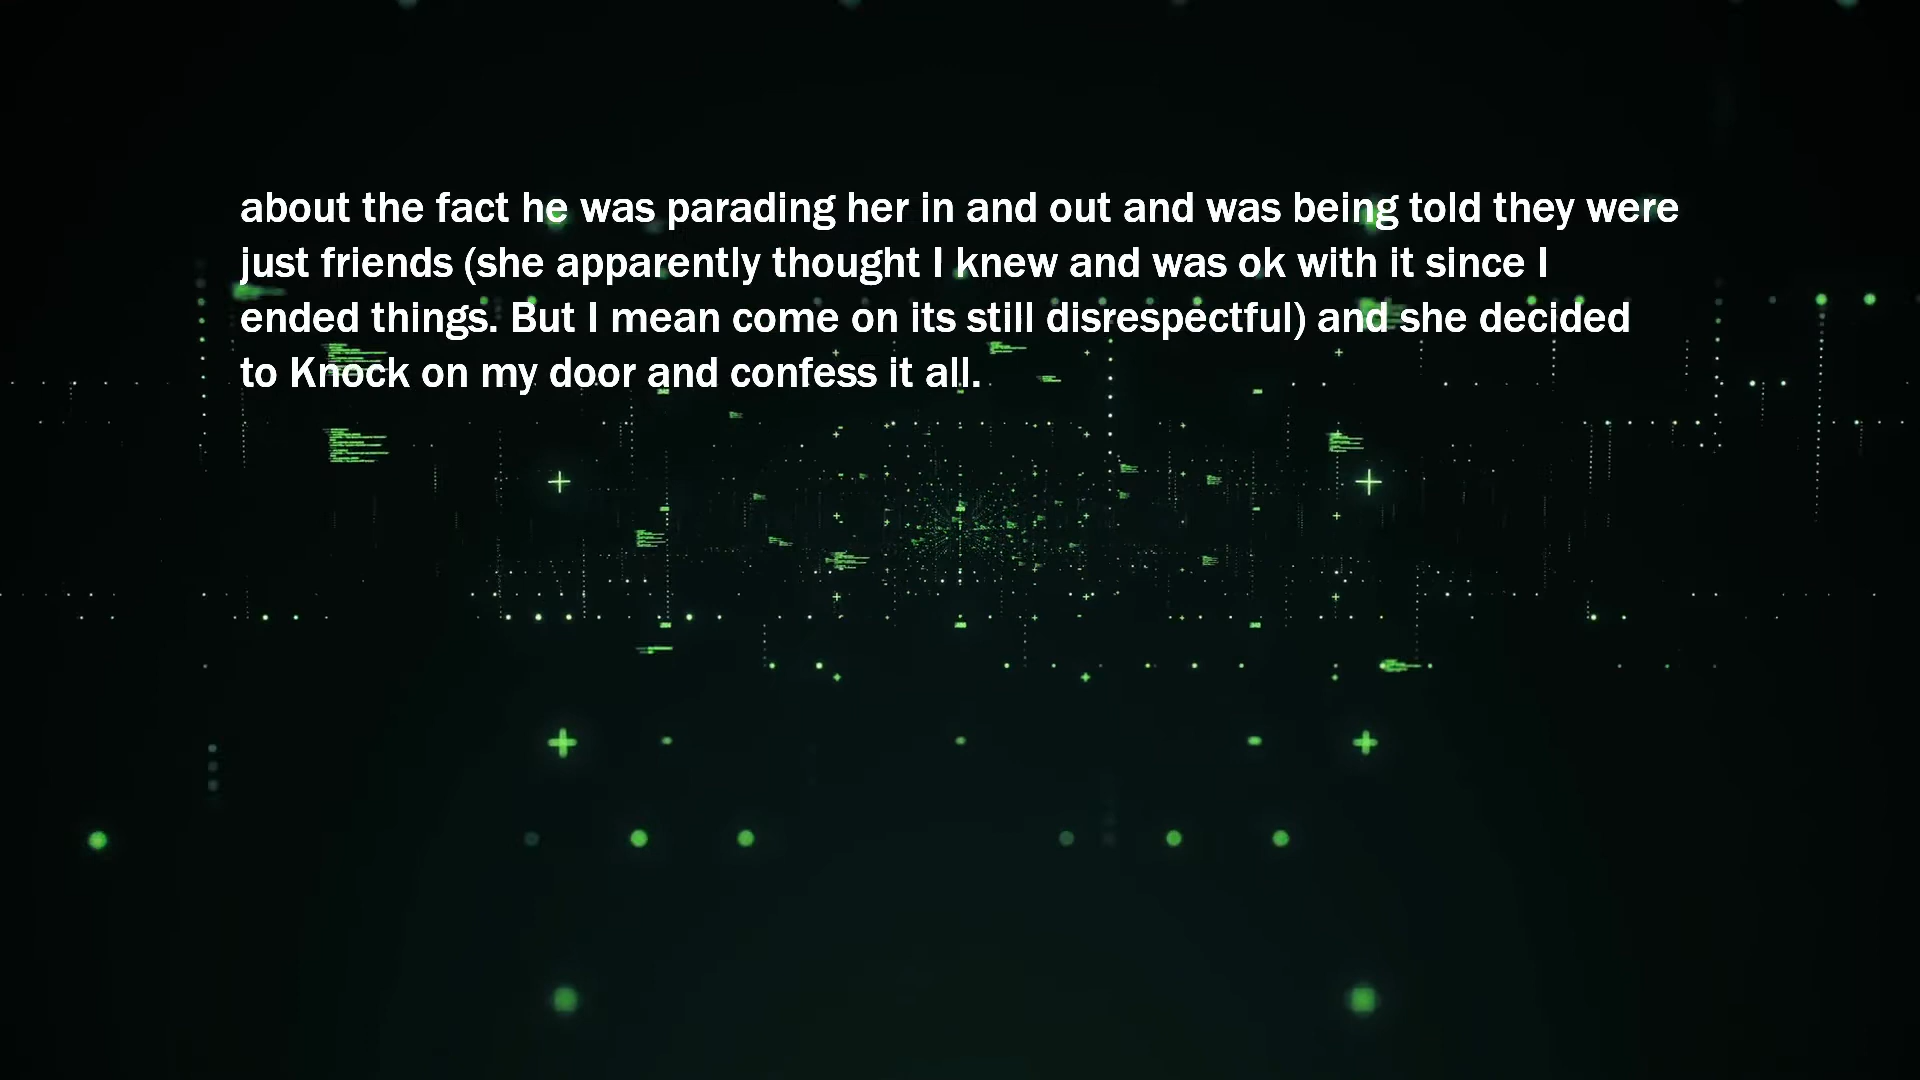 about the fact he was parading her in and out and was being told they were
just friends (she apparently thought I knew and was ok with it since I
ended things. But I mean come on its still disrespectful) and she decided
to Knock on my door and confess it all.